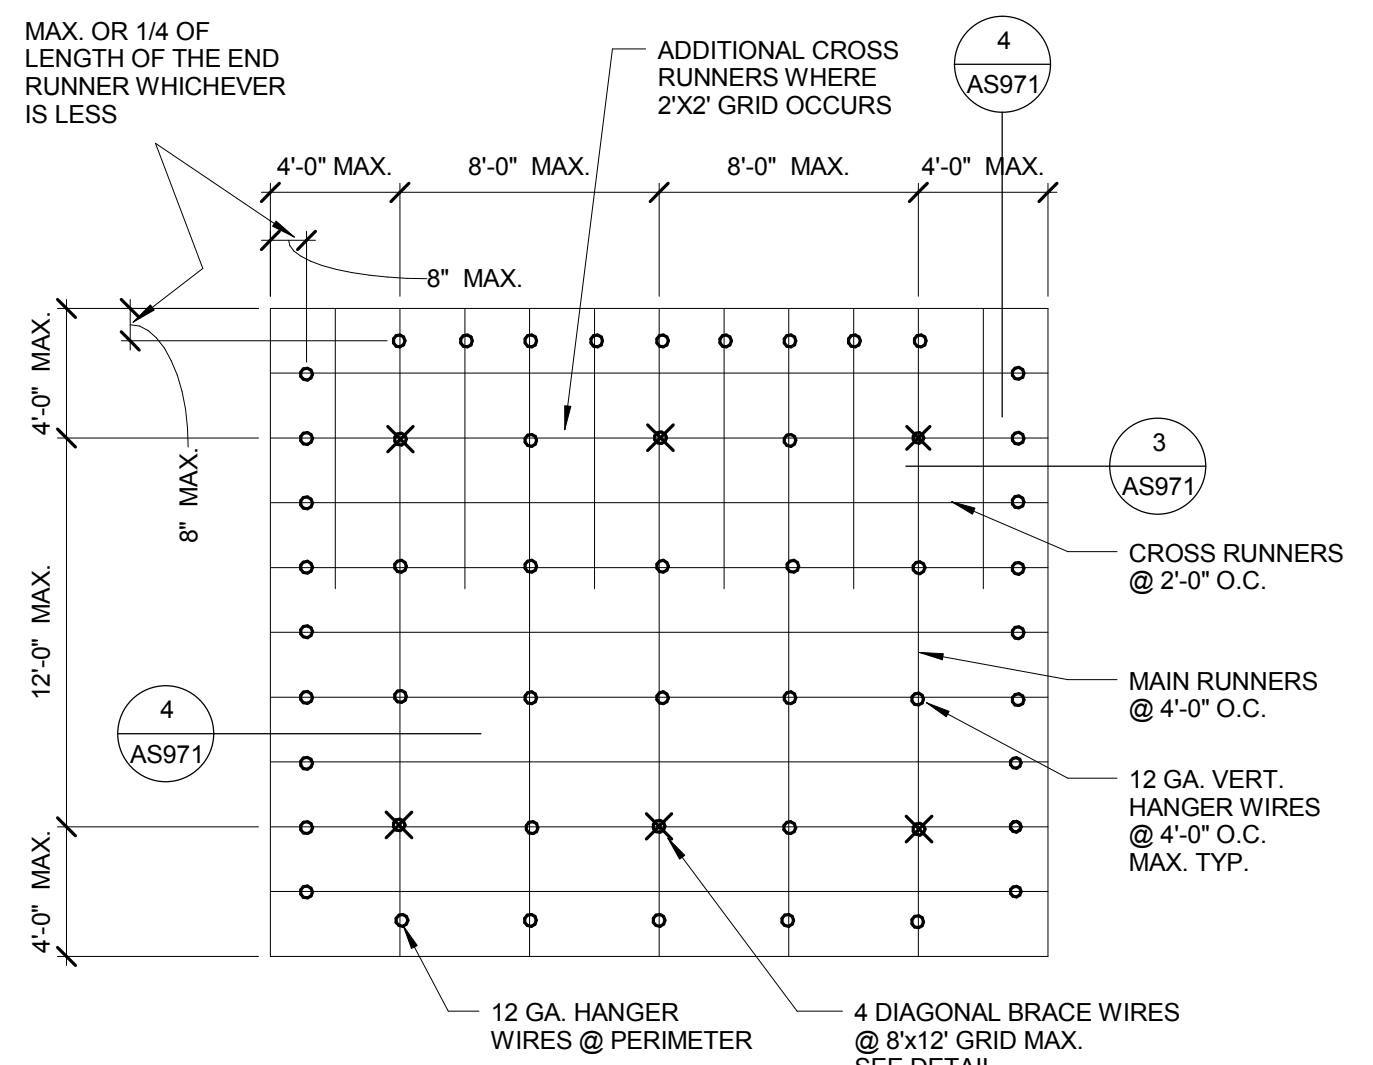 MAX. OR 1/4 OF
LENGTH OF THE END
RUNNER WHICHEVER
IS LESS
ADDITIONAL CROSS
RUNNERS WHERE
2'X2' GRID OCCURS
4
AS971
4'-0" MAX.
8'-0" MAX.
8'-0" MAX.
4'-0" MAX.
8" MAX.
4'-0" MAX.
8" MAX.
12'-0" MAX.
4'-0" MAX.
3
AS971
CROSS RUNNERS
@ 2'-0" O.C.
MAIN RUNNERS
@ 4'-0" O.C.
4
AS971
12 GA. VERT.
HANGER WIRES
@ 4'-0" O.C.
MAX. TYP.
12 GA. HANGER
WIRES @ PERIMETER
4 DIAGONAL BRACE WIRES
@ 8'x12' GRID MAX.
SEE DETAIL